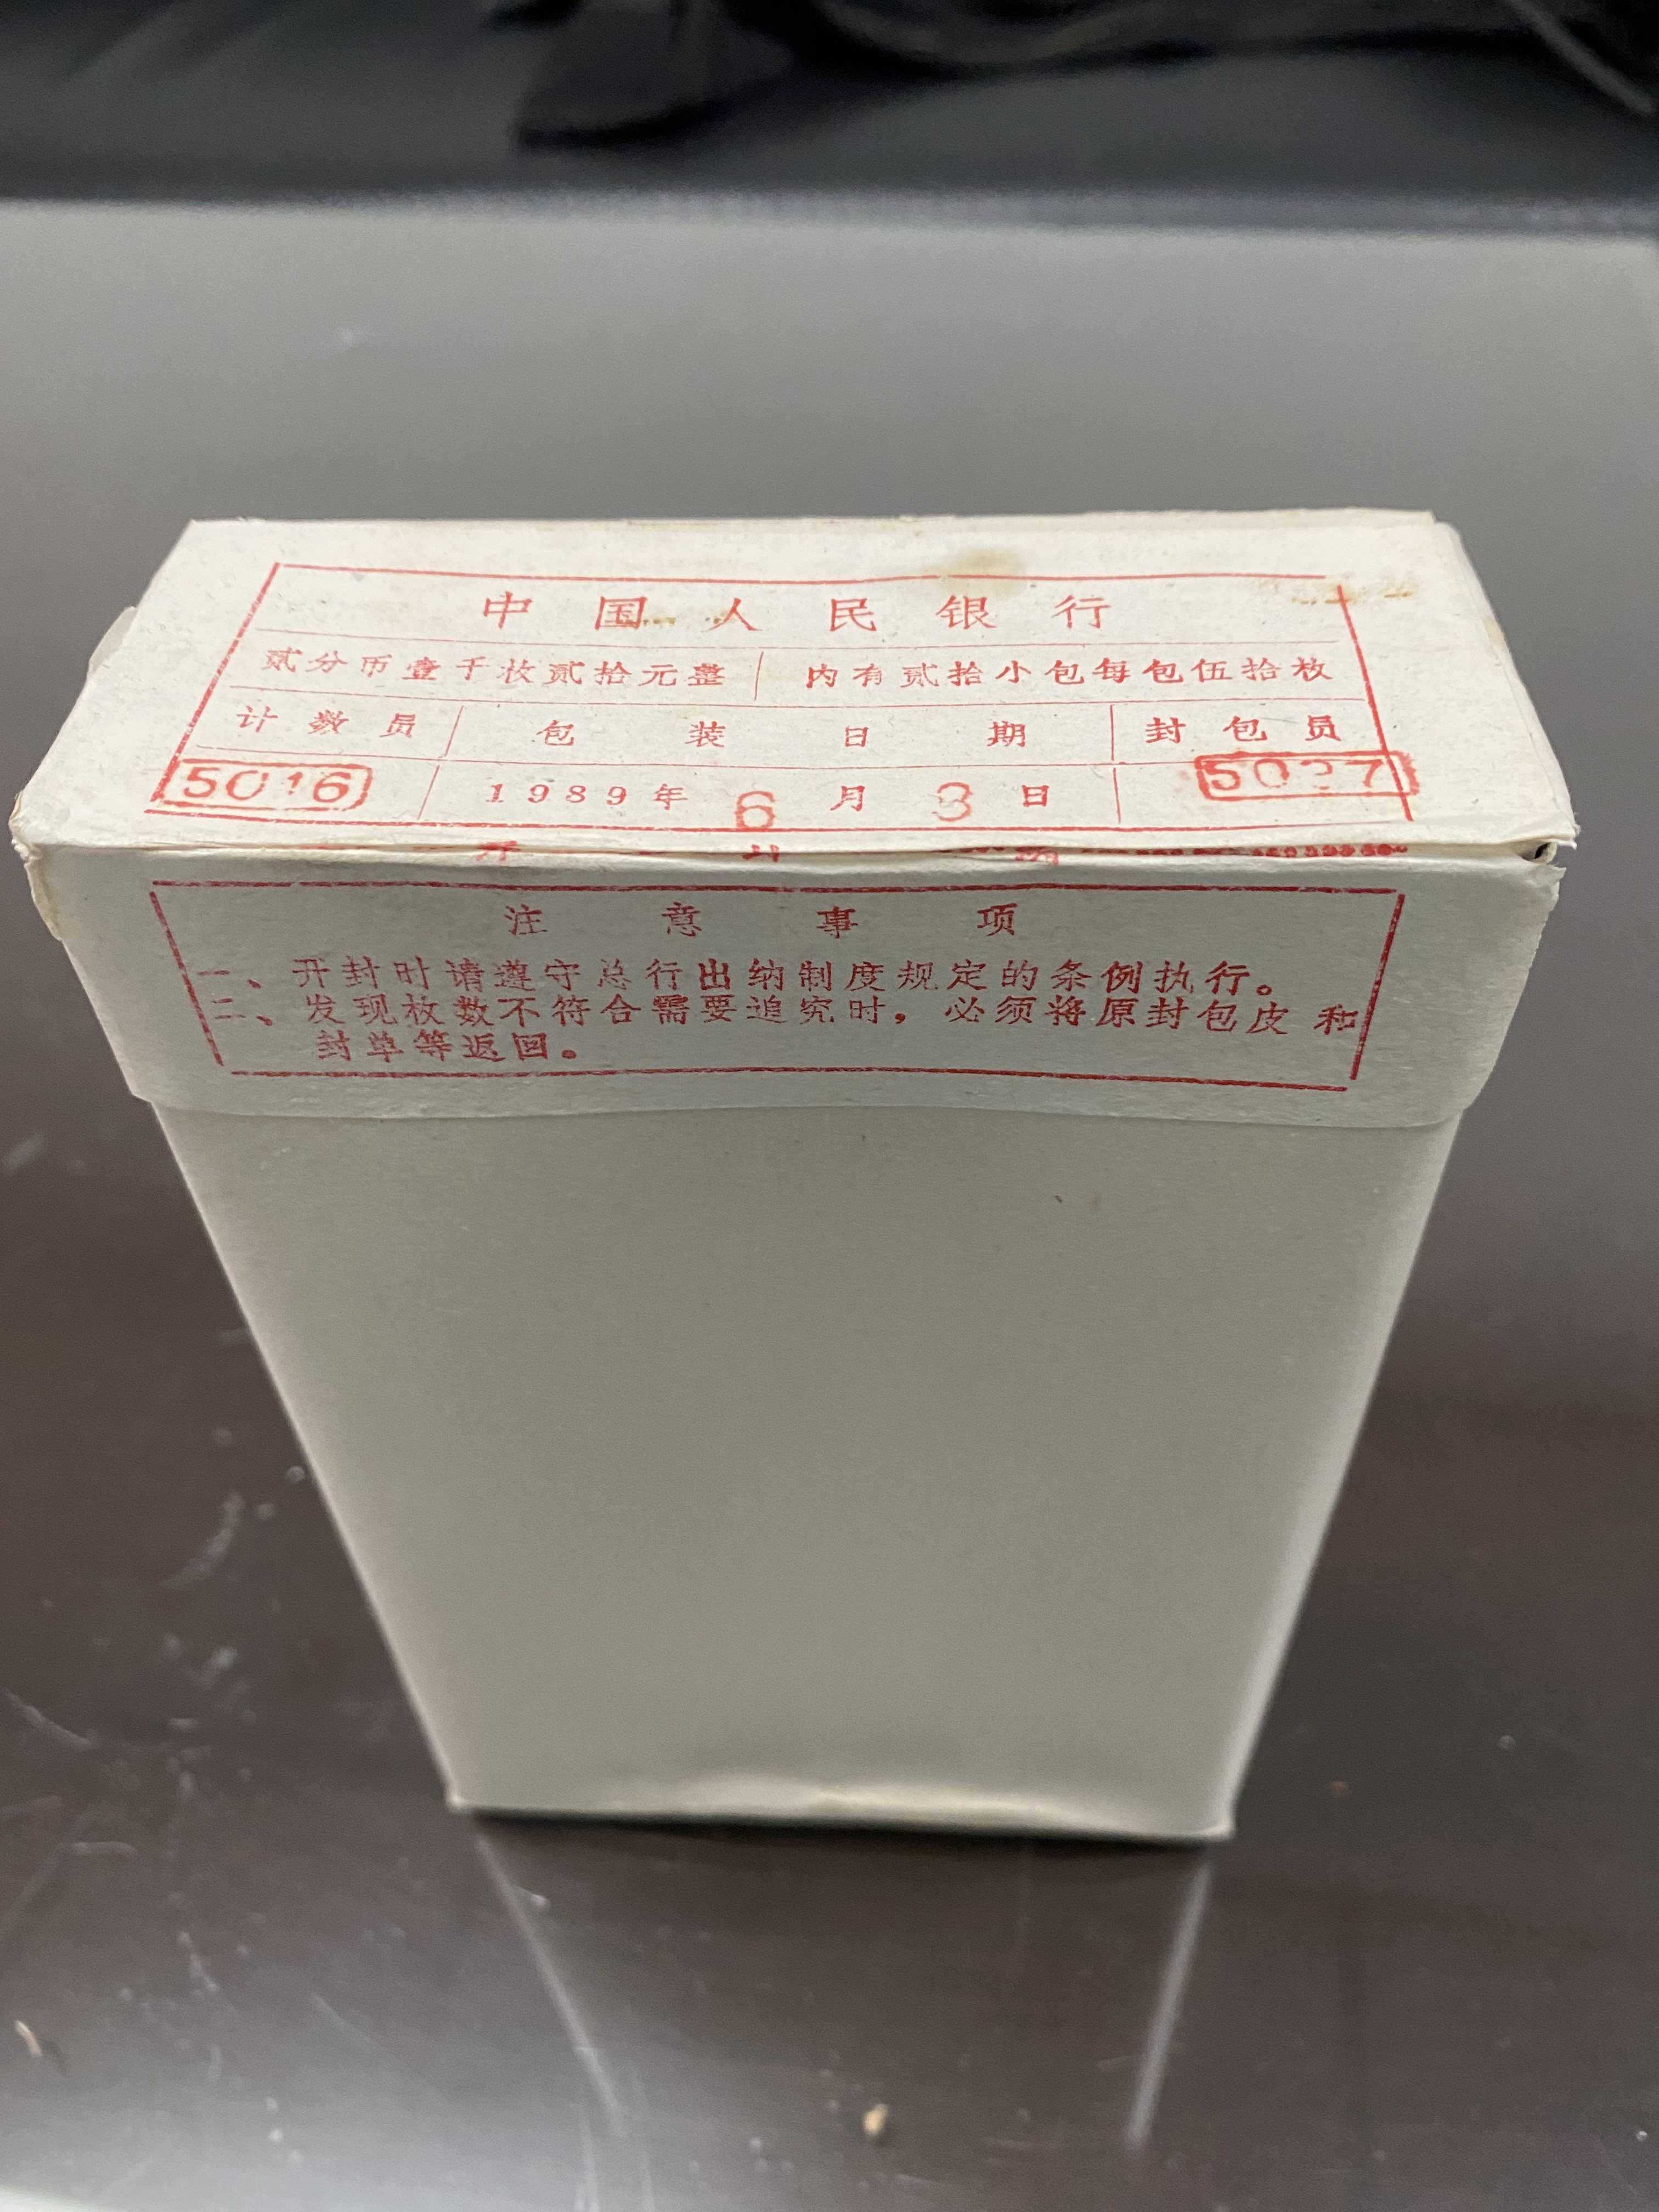 中国人民银行
贰分币壹千枚贰拾元整 内有贰拾小包每包伍拾枚
计数员 包装日期 封包员
5016 1989年6月3日
注意事项
一、开封时请遵守总行出纳制度规定的条例执行。
二、发现枚数不符合需要追究时，必须将原封包皮和
封单等返回。